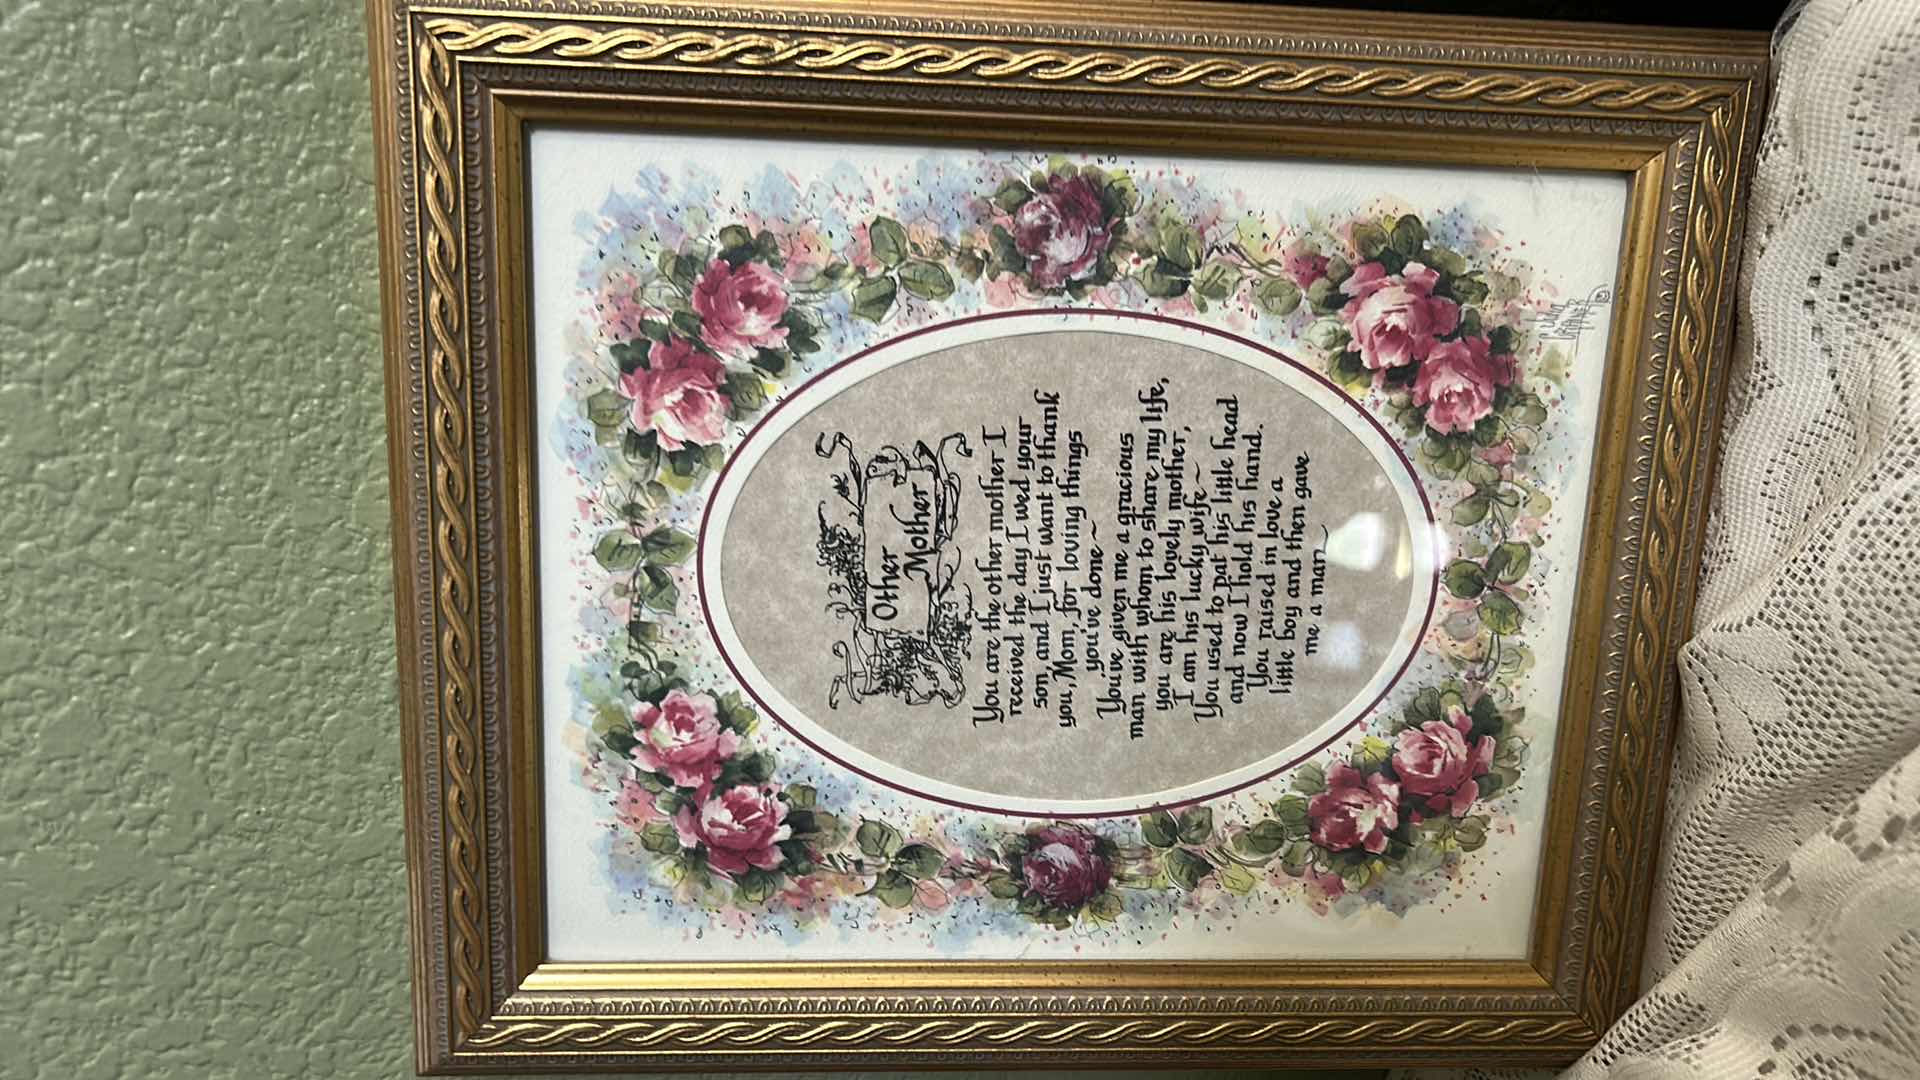 Other
Mother
You are the other mother I
received the day I wed your
son, and I just want to thank
you, Mom, for loving things
you've done ~
You've given me a gracious
man with whom to share my life,
you are his lovely mother,
I am his lucky wife ~
You used to pat his little head
and now I hold his hand.
You raised in love a
little boy and then gave
me a man ~